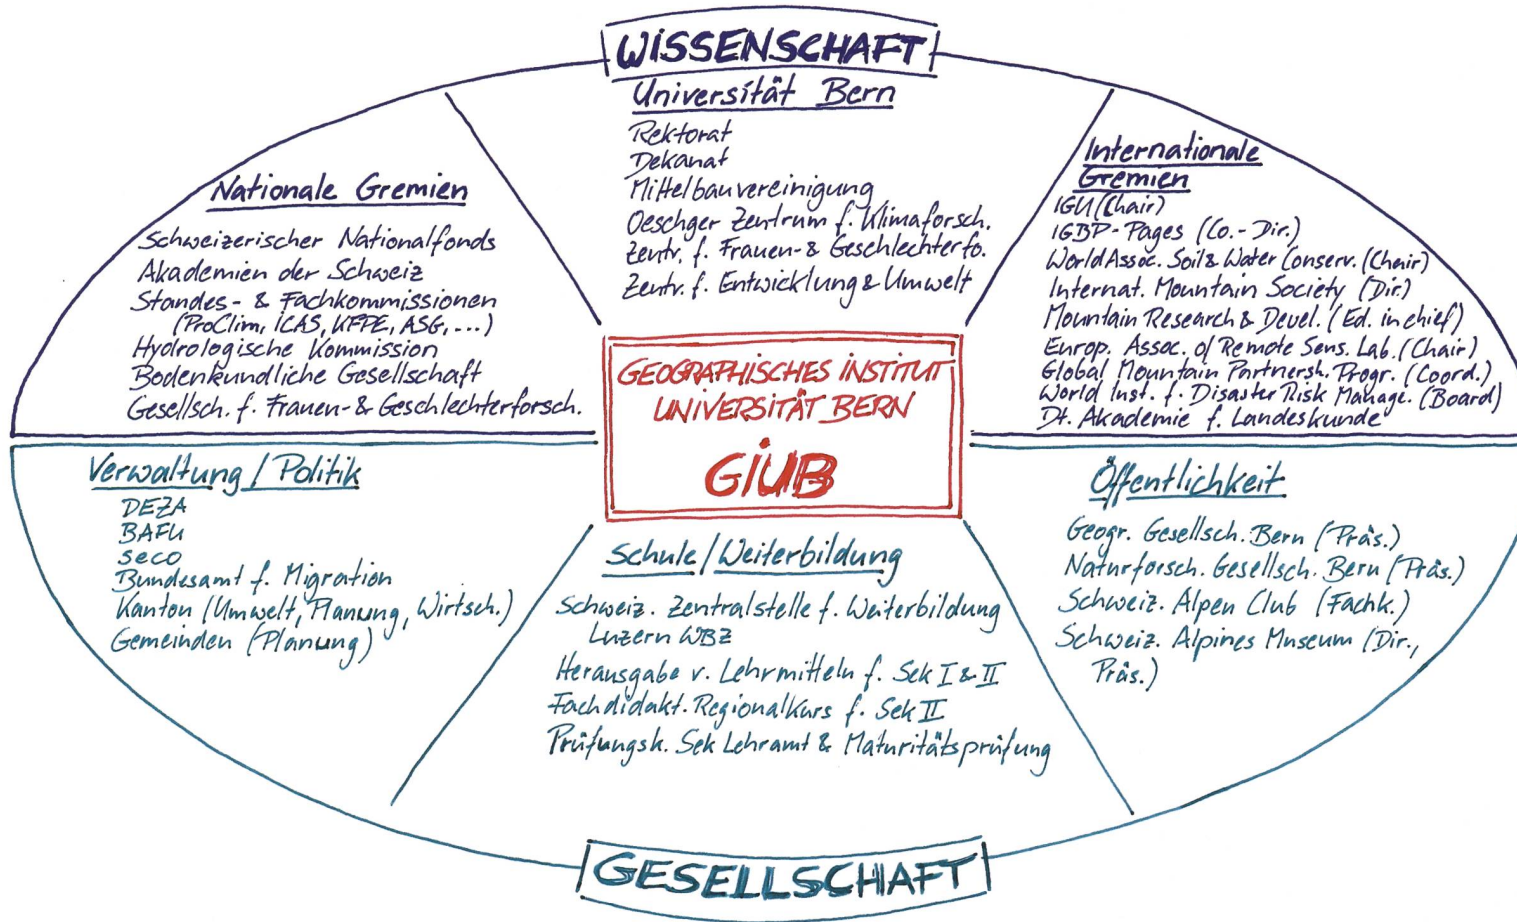 WISSENSCHAFT
Universität Bern
Rektorat
Dekanat
Mittelbauvereinigung
Oeschger Zentrum f. Klimaforsch.
Zentr. f. Frauen- & Geschlechterfo.
Zentr. f. Entwicklung & Umwelt
Nationale Gremien
Schweizerischer Nationalfonds
Akademien der Schweiz
Standes- & Fachkommissionen
(ProClim, ICAS, KFPE, ASG, ...)
Hydrologische Kommission
Bodenkundliche Gesellschaft
Gesellsch. f. Frauen- & Geschlechterforsch.
Internationale
Gremien
IGU (Chair)
IGBP - Pages (Co.- Dir.)
World Assoc. Soil & Water Conserv. (Chair)
Internat. Mountain Society (Dir.)
Mountain Research & Devel. (Ed. in chief)
Europ. Assoc. of Remote Sens. Lab. (Chair)
Global Mountain Partnersh. Progr. (Coord.)
World Inst. f. Disaster Risk Manage. (Board)
Dt. Akademie f. Landeskunde
GEOGRAPHISCHES INSTITUT
UNIVERSITÄT BERN
GIUB
Verwaltung / Politik
DEZA
BAFU
seco
Bundesamt f. Migration
Kanton (Umwelt, Planung, Wirtsch.)
Gemeinden (Planung)
Schule / Weiterbildung
Schweiz. Zentralstelle f. Weiterbildung
Luzern WBZ
Herausgabe v. Lehrmitteln f. Sek I & II
Fachdidakt. Regionalkurs f. Sek II
Prüfungsk. Sek Lehramt & Maturitätsprüfung
Öffentlichkeit
Geogr. Gesellsch. Bern (Präs.)
Naturforsch. Gesellsch. Bern (Präs.)
Schweiz. Alpen Club (Fachk.)
Schweiz. Alpines Museum (Dir.,
Präs.)
GESELLSCHAFT